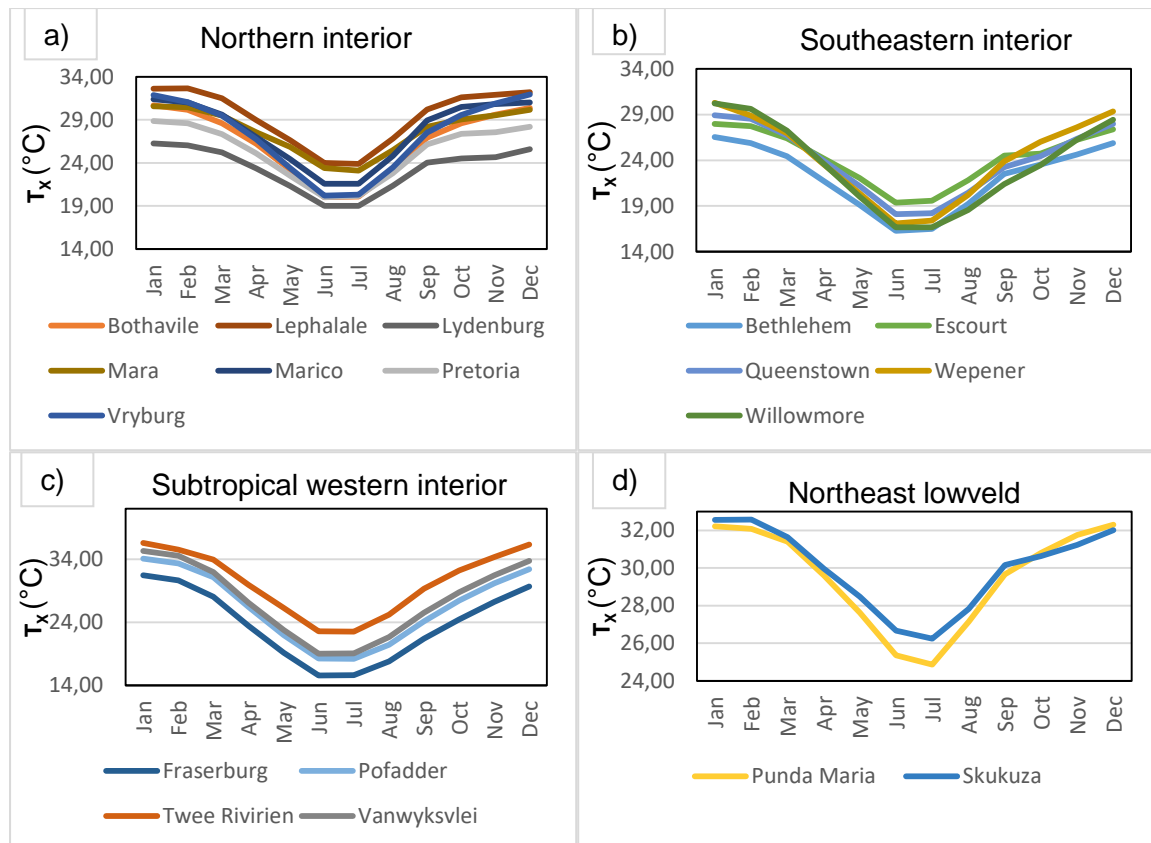 a)
Northern interior
34,00
29,00
24,00
19,00
14,00
Tx (°C)
Jan Feb Mar Apr May Jun Jul Aug Sep Oct Nov Dec
Bothavile Lephalale Lydenburg
Mara Marico Pretoria
Vryburg
b)
Southeastern interior
34,00
29,00
24,00
19,00
14,00
Tx (°C)
Jan Feb Mar Apr May Jun Jul Aug Sep Oct Nov Dec
Bethlehem Escourt
Queenstown Wepener
Willowmore
c)
Subtropical western interior
34,00
24,00
14,00
Tx (°C)
Jan Feb Mar Apr May Jun Jul Aug Sep Oct Nov Dec
Fraserburg Pofadder
Twee Rivirien Vanwyksvlei
d)
Northeast lowveld
32,00
30,00
28,00
26,00
24,00
Tx (°C)
Jan Feb Mar Apr May Jun Jul Aug Sep Oct Nov Dec
Punda Maria Skukuza